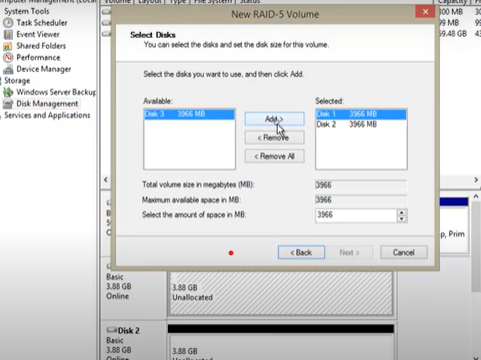 Computer Management (Local
Volume Layout Type File System Status Capacity
System Tools
Task Scheduler
Event Viewer
Shared Folders
Performance
Device Manager
Storage
Windows Server Backup
Disk Management
Services and Applications
300 MB
99 MB
69.48 GB
New RAID-5 Volume
Select Disks
You can select the disks and set the disk size for this volume.
Select the disks you want to use, and then click Add.
Available:
Disk 3 3966 MB
Add >
< Remove
< Remove All
Selected:
Disk 1 3966 MB
Disk 2 3966 MB
Total volume size in megabytes (MB): 3966
Maximum available space in MB: 3966
Select the amount of space in MB: 3966
< Back
Next >
Cancel
p, Prim
Basic
3.88 GB
Online
3.88 GB
Unallocated
Disk 2
Basic
3.88 GB
Online
3.88 GB